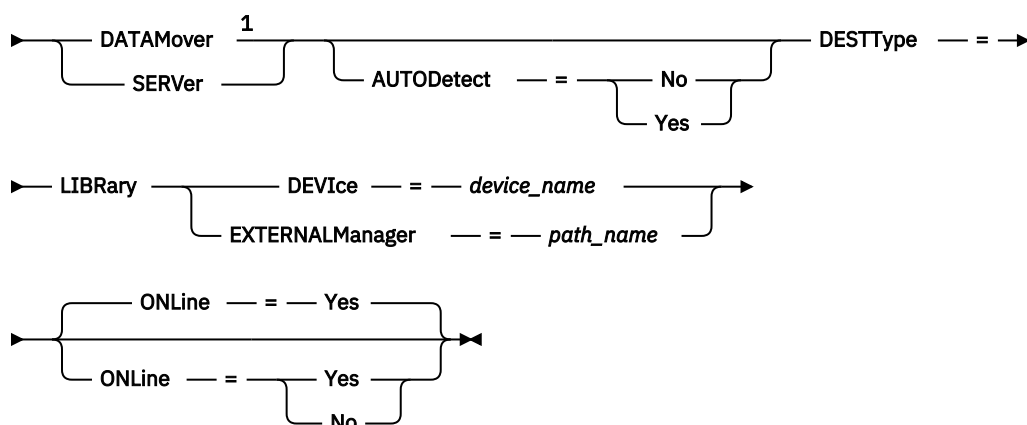 DATAMover 1 AUTODetect = No DESTType =
SERVer Yes
LIBRary DEVIce = device_name
EXTERNALManager = path_name
ONLine = Yes
ONLine = Yes
No